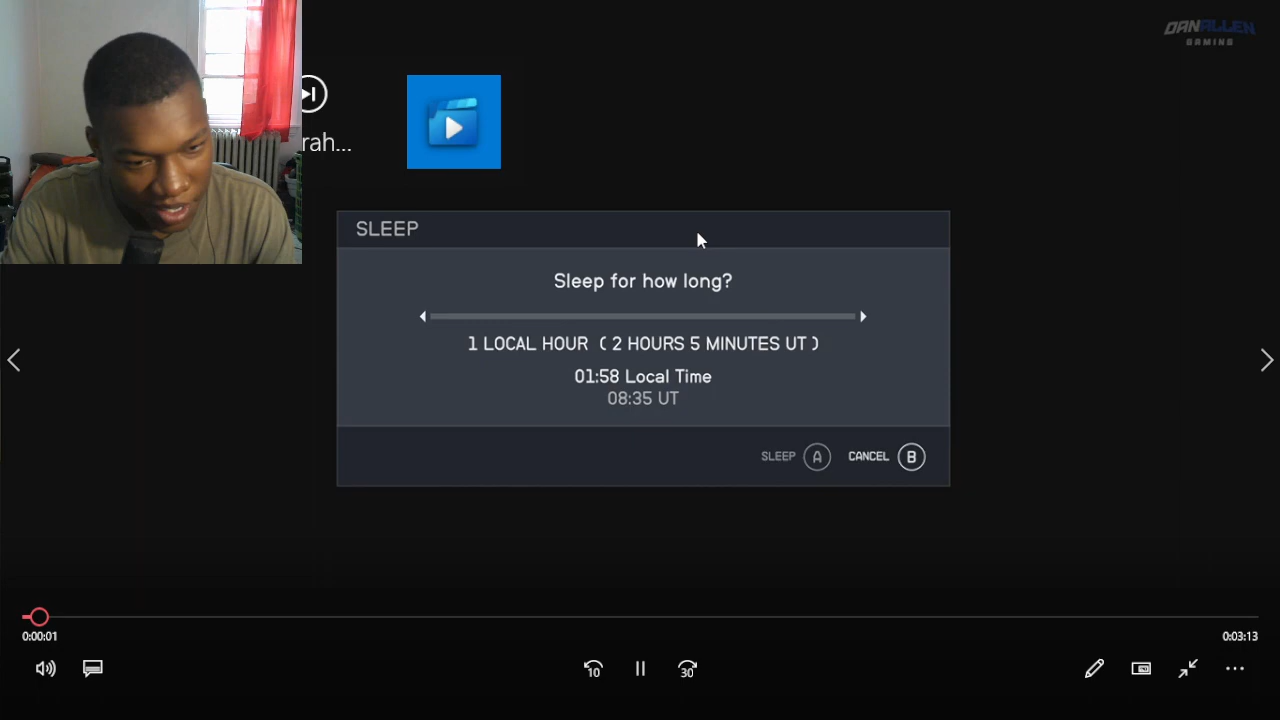 DANALLEN
GAMING
rah...
SLEEP
Sleep for how long?
1 LOCAL HOUR ( 2 HOURS 5 MINUTES UT )
01:58 Local Time
08:35 UT
SLEEP A CANCEL B
0:00:01 0:03:13
10 30